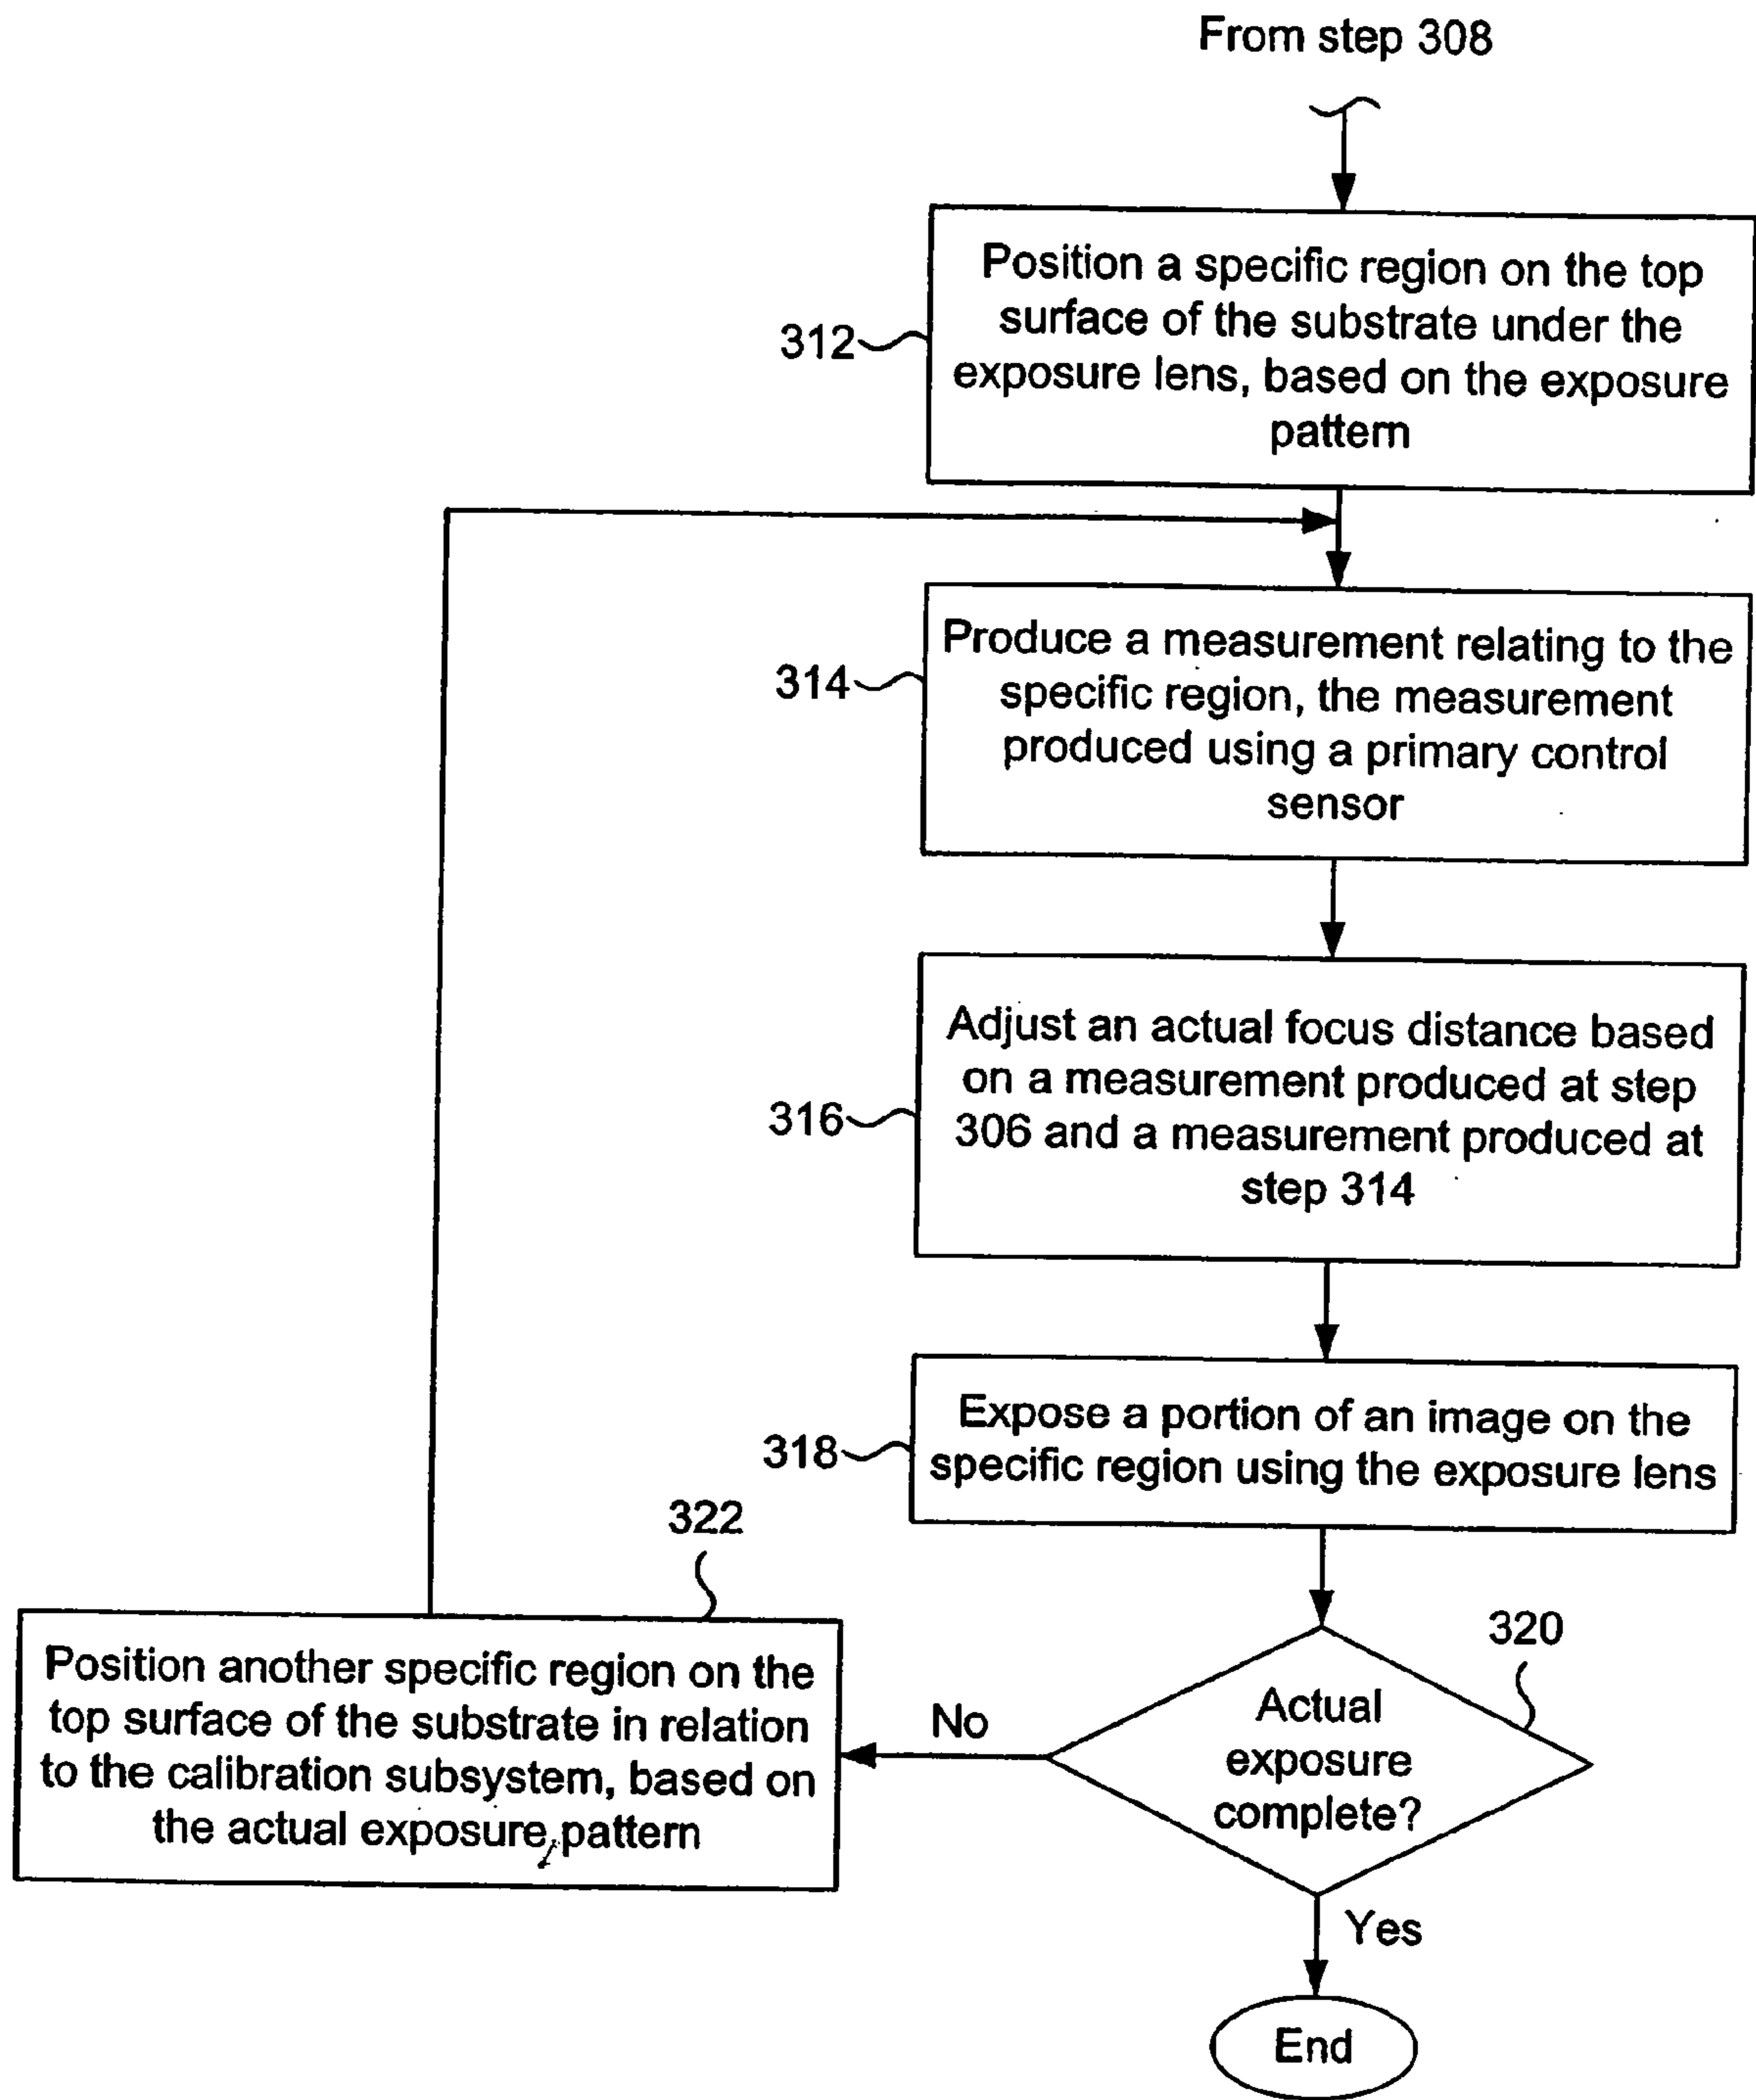 From step 308
Position a specific region on the top
surface of the substrate under the
exposure lens, based on the exposure
pattern
312
Produce a measurement relating to the
specific region, the measurement
produced using a primary control
sensor
314
Adjust an actual focus distance based
on a measurement produced at step
306 and a measurement produced at
step 314
316
Expose a portion of an image on the
specific region using the exposure lens
318
322
320
Position another specific region on the
top surface of the substrate in relation
to the calibration subsystem, based on
the actual exposure pattern
No
Actual
exposure
complete?
Yes
End